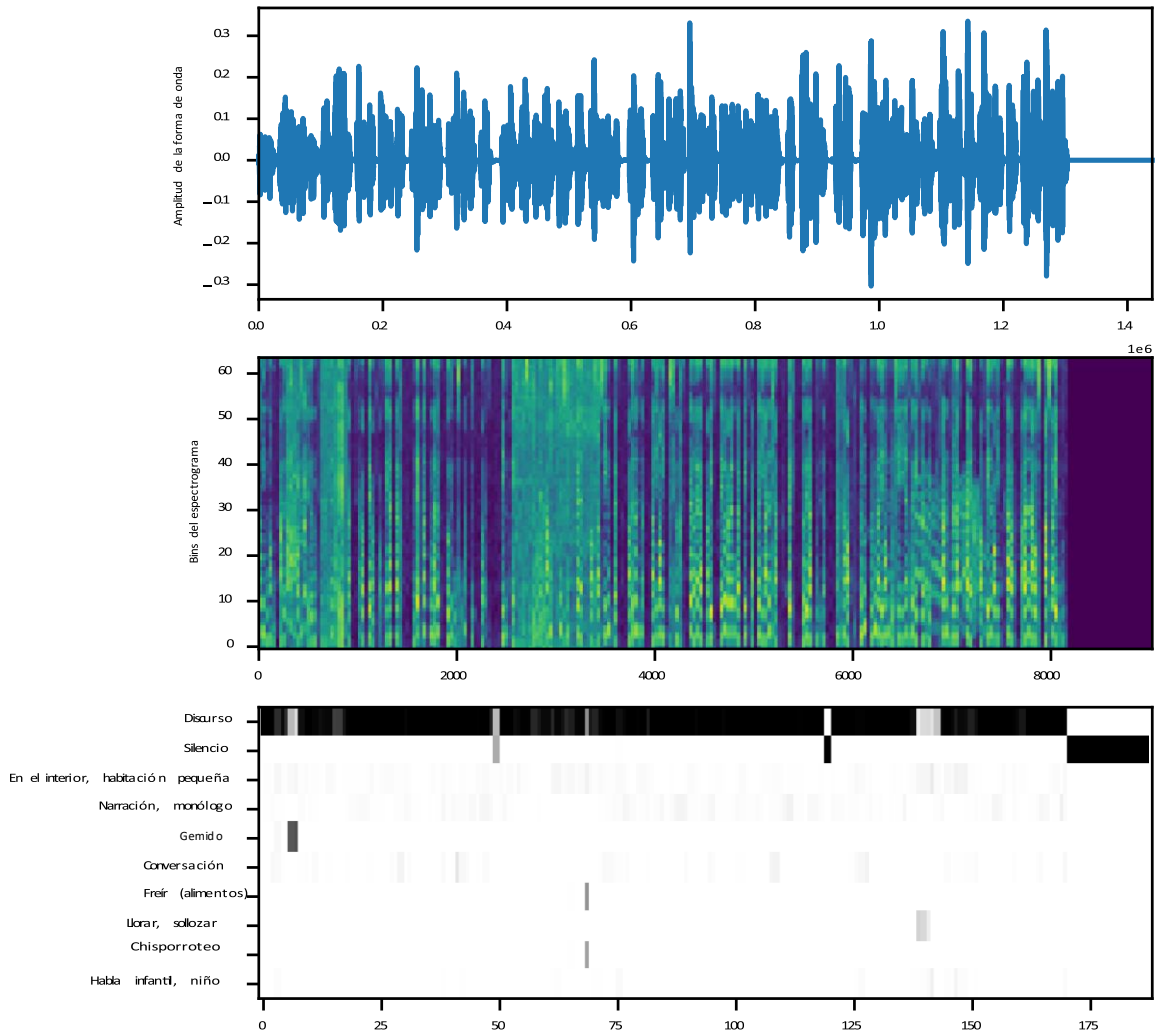 Amplitud de la forma de onda
0.3
0.2
0.1
0.0
−0.1
−0.2
−0.3
0.0 0.2 0.4 0.6 0.8 1.0 1.2 1.4
1e6
Bins del espectrograma
60
50
40
30
20
10
0
0 2000 4000 6000 8000
Discurso
Silencio
En el interior, habitación pequeña
Narración, monólogo
Gemido
Conversación
Freír (alimentos)
Llorar, sollozar
Chisporroteo
Habla infantil, niño
0 25 50 75 100 125 150 175